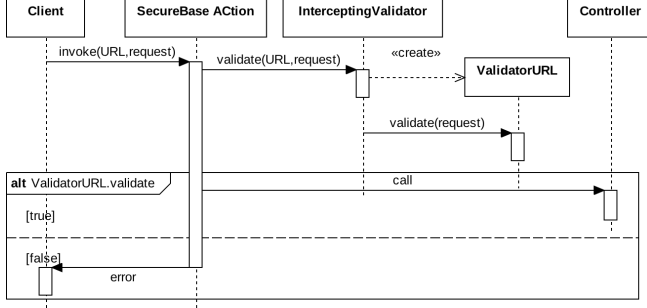 Client
SecureBase ACtion
InterceptingValidator
Controller
invoke(URL,request)
validate(URL,request)
«create»
ValidatorURL
validate(request)
alt ValidatorURL.validate
call
[true]
[false]
error